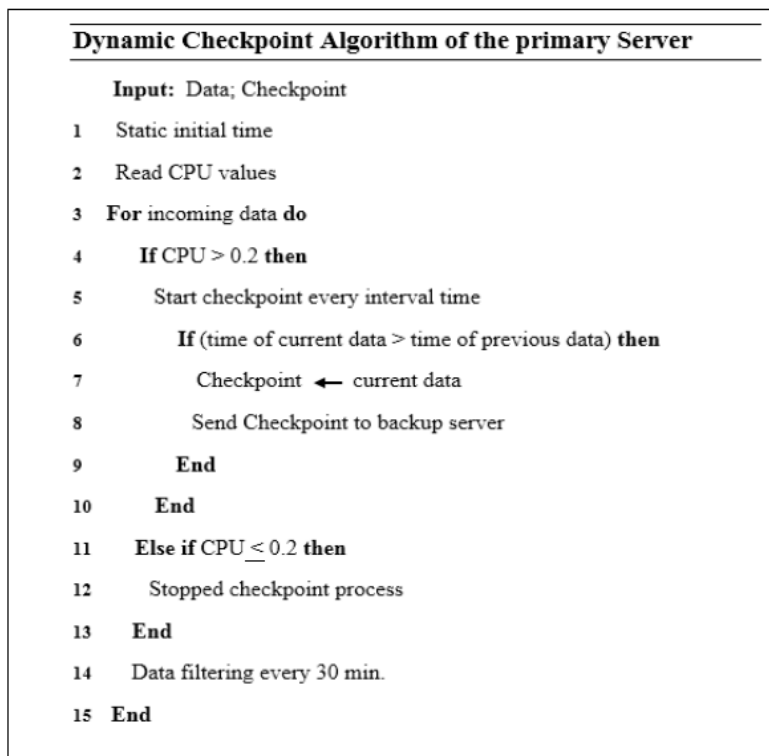 Dynamic Checkpoint Algorithm of the primary Server
Input: Data; Checkpoint
1 Static initial time
2 Read CPU values
3 For incoming data do
4 If CPU > 0.2 then
5 Start checkpoint every interval time
6 If (time of current data > time of previous data) then
7 Checkpoint ← current data
8 Send Checkpoint to backup server
9 End
10 End
11 Else if CPU ≤ 0.2 then
12 Stopped checkpoint process
13 End
14 Data filtering every 30 min.
15 End